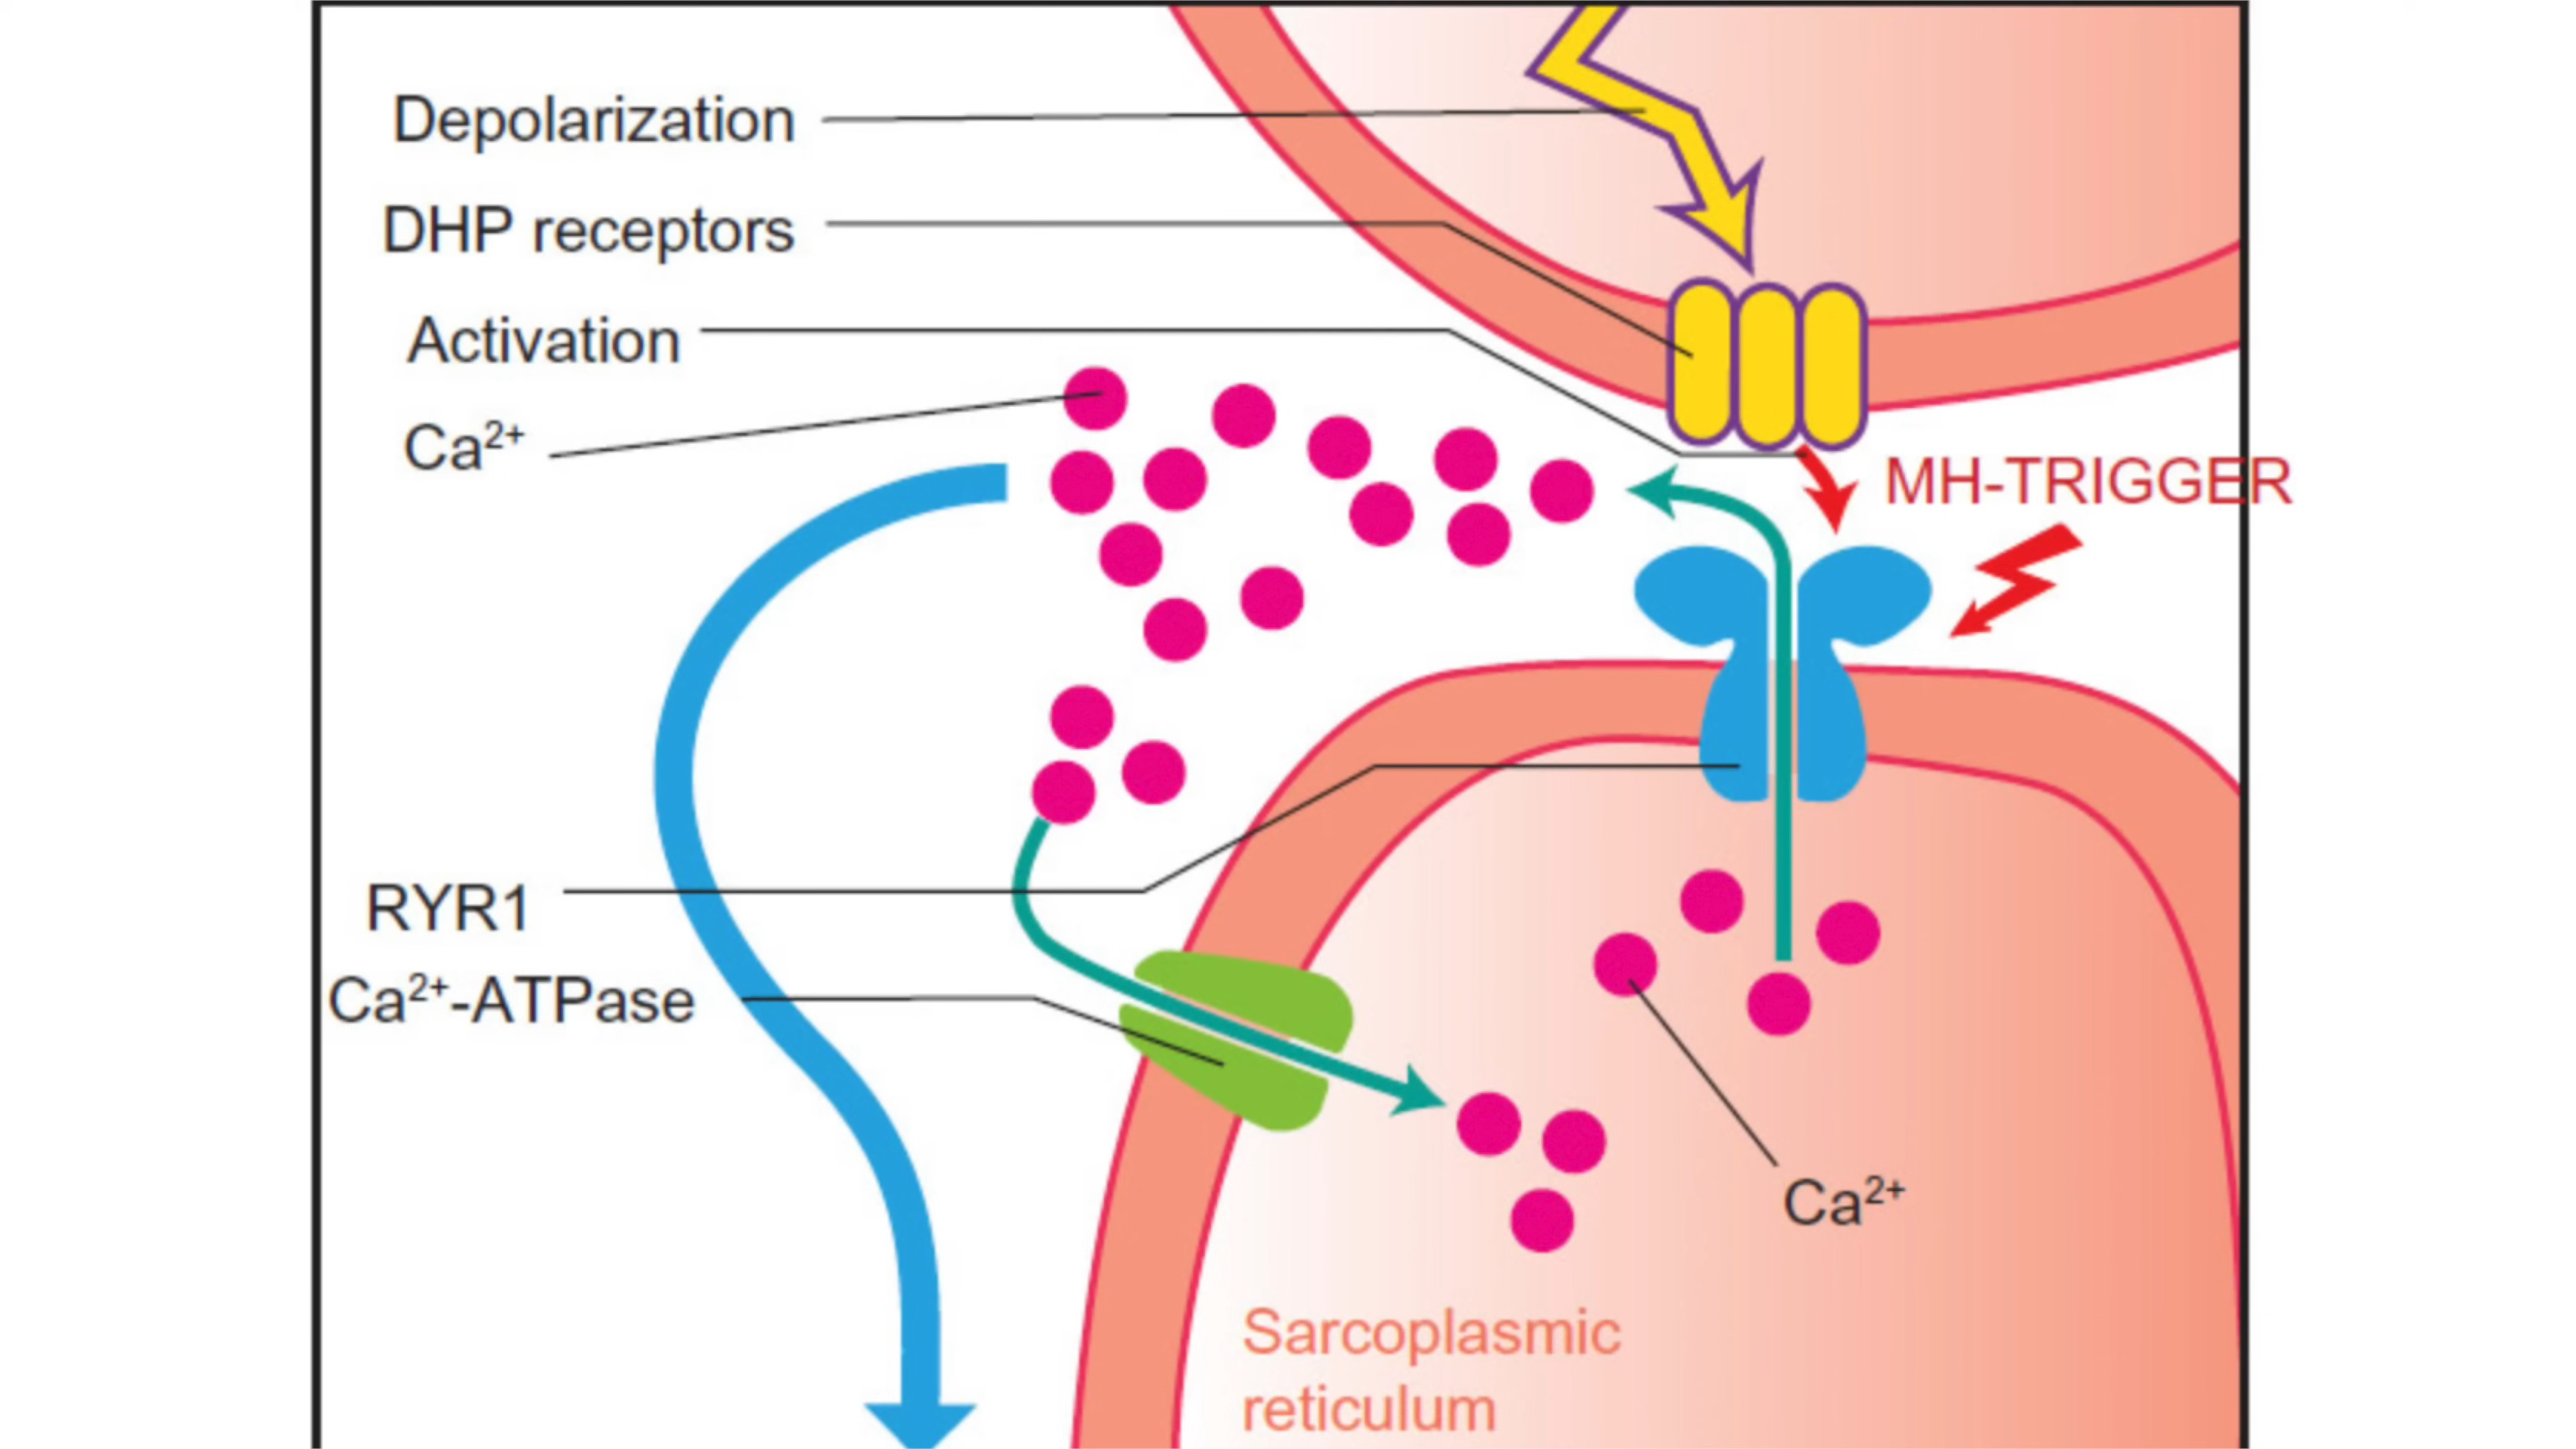 Depolarization
DHP receptors
Activation
Ca²⁺
MH-TRIGGER
RYR1
Ca²⁺-ATPase
Ca²⁺
Sarcoplasmic
reticulum